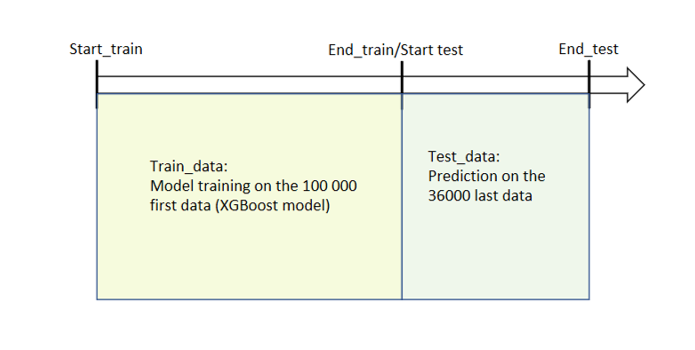 Start_train
End_train/Start test
End_test
Train_data:
Model training on the 100 000
first data (XGBoost model)
Test_data:
Prediction on the
36000 last data